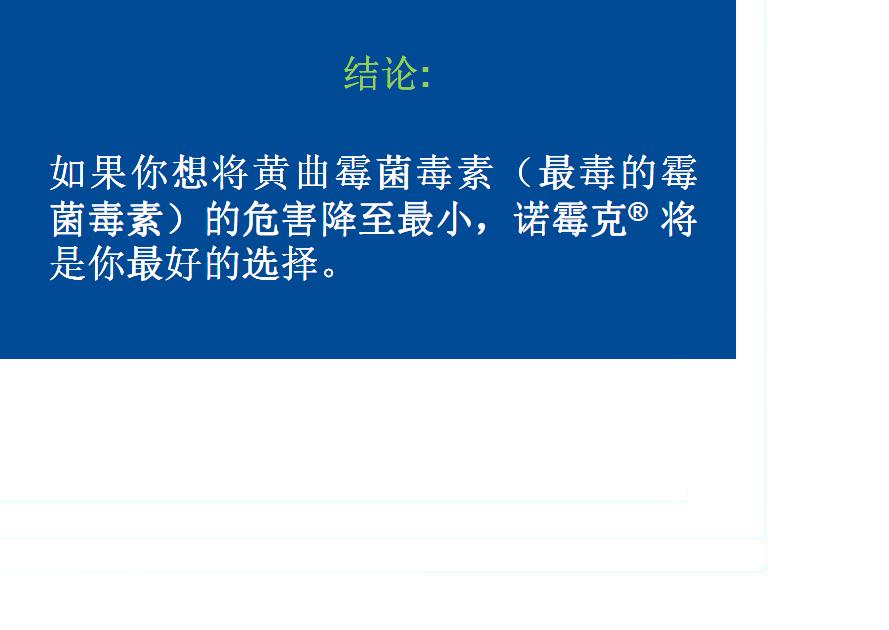 结论:
如果你想将黄曲霉菌毒素（最毒的霉
菌毒素）的危害降至最小，诺霉克® 将
是你最好的选择。